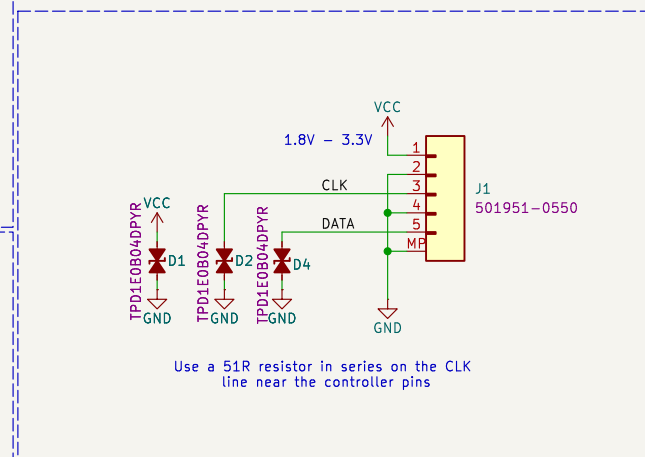 VCC
1.8V - 3.3V
1
2
CLK
3
J1
501951-0550
4
DATA
5
MP
VCC
TPD1E0B04DPYR
D1
TPD1E0B04DPYR
D2
TPD1E0B04DPYR
D4
GND
GND
GND
GND
Use a 51R resistor in series on the CLK
line near the controller pins